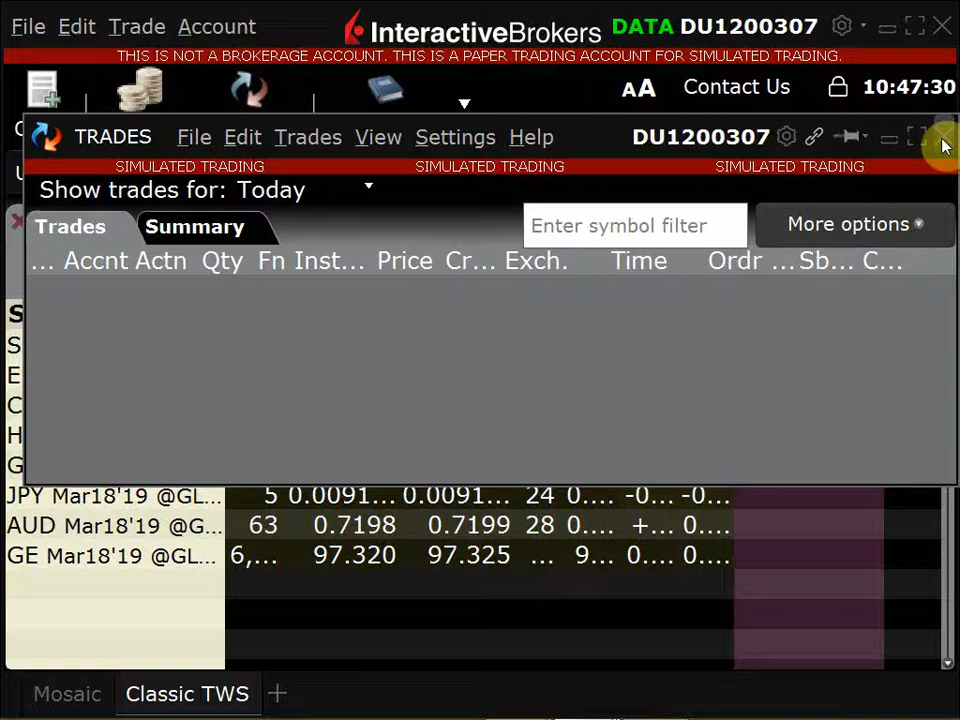 File Edit Trade Account InteractiveBrokers DATA DU1200307
THIS IS NOT A BROKERAGE ACCOUNT. THIS IS A PAPER TRADING ACCOUNT FOR SIMULATED TRADING.
AA Contact Us 10:47:30
TRADES File Edit Trades View Settings Help DU1200307
SIMULATED TRADING SIMULATED TRADING SIMULATED TRADING
Show trades for: Today
Trades Summary Enter symbol filter More options
... Accnt Actn Qty Fn Inst... Price Cr... Exch. Time Ordr ... Sb... C...
S
S
E
C
H
G
JPY Mar18'19 @GL... 5 0.0091... 0.0091... 24 0.... -0... -0...
AUD Mar18'19 @G... 63 0.7198 0.7199 28 0.... +... 0....
GE Mar18'19 @GL... 6,... 97.320 97.325 ... 9... 0.... 0....
Mosaic Classic TWS +